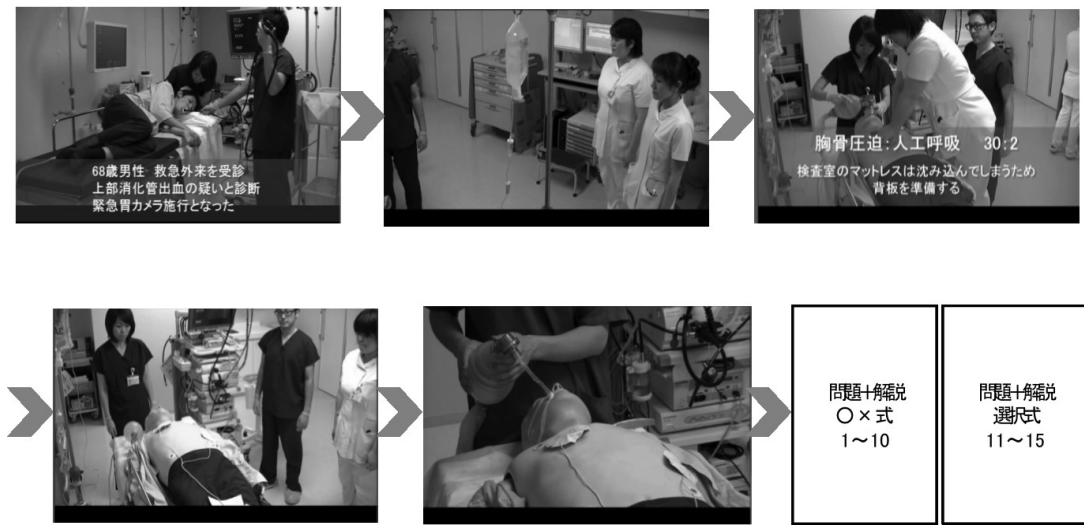 68歳男性 救急外来を受診
上部消化管出血の疑いと診断
緊急胃カメラ施行となった
胸骨圧迫:人工呼吸 30:2
検査室のマットレスは沈み込んでしまうため
背板を準備する
問題+解説
○×式
1~10
問題+解説
選択式
11~15